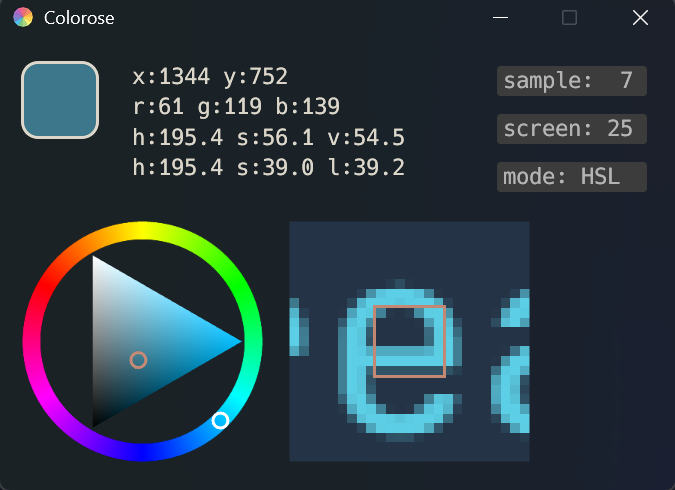 Colorose
x:1344 y:752
r:61 g:119 b:139
h:195.4 s:56.1 v:54.5
h:195.4 s:39.0 l:39.2
sample: 7
screen: 25
mode: HSL
e